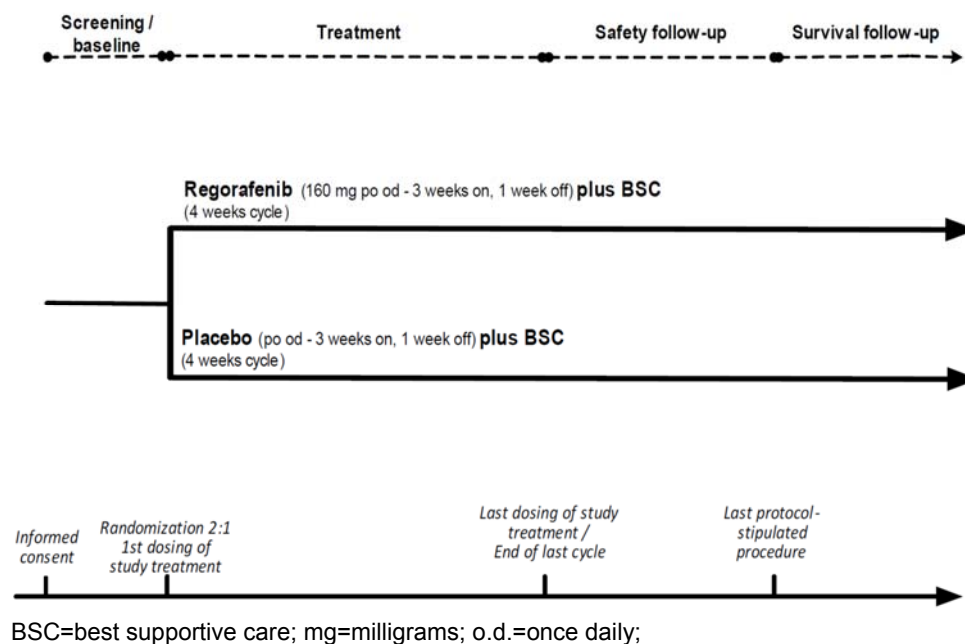 Screening /
baseline
Treatment
Safety follow-up
Survival follow-up
Regorafenib (160 mg po od - 3 weeks on, 1 week off) plus BSC
(4 weeks cycle)
Placebo (po od - 3 weeks on, 1 week off) plus BSC
(4 weeks cycle)
Informed
consent
Randomization 2:1
1st dosing of
study treatment
Last dosing of study
treatment /
End of last cycle
Last protocol-
stipulated
procedure
BSC=best supportive care; mg=milligrams; o.d.=once daily;